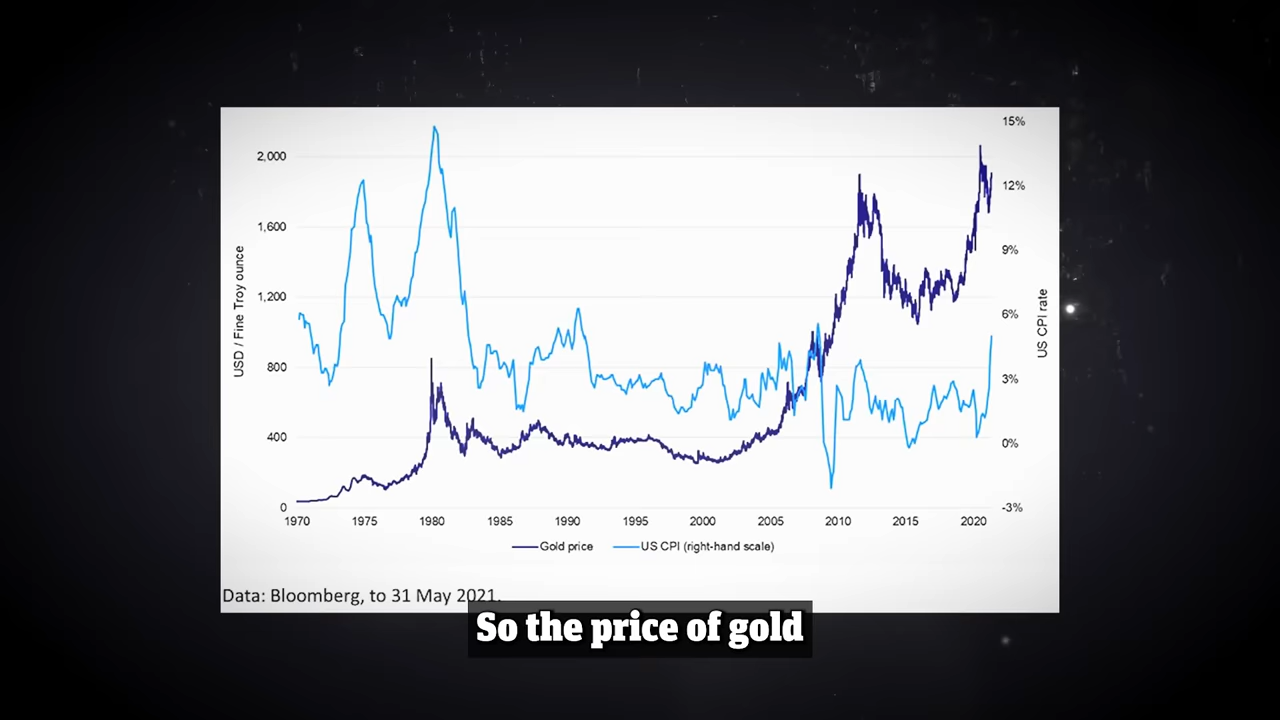 15%
2,000
12%
1,600
9%
USD / Fine Troy ounce
1,200
6%
US CPI rate
800
3%
400
0%
0
-3%
1970 1975 1980 1985 1990 1995 2000 2005 2010 2015 2020
Gold price US CPI (right-hand scale)
Data: Bloomberg, to 31 May 2021.
So the price of gold